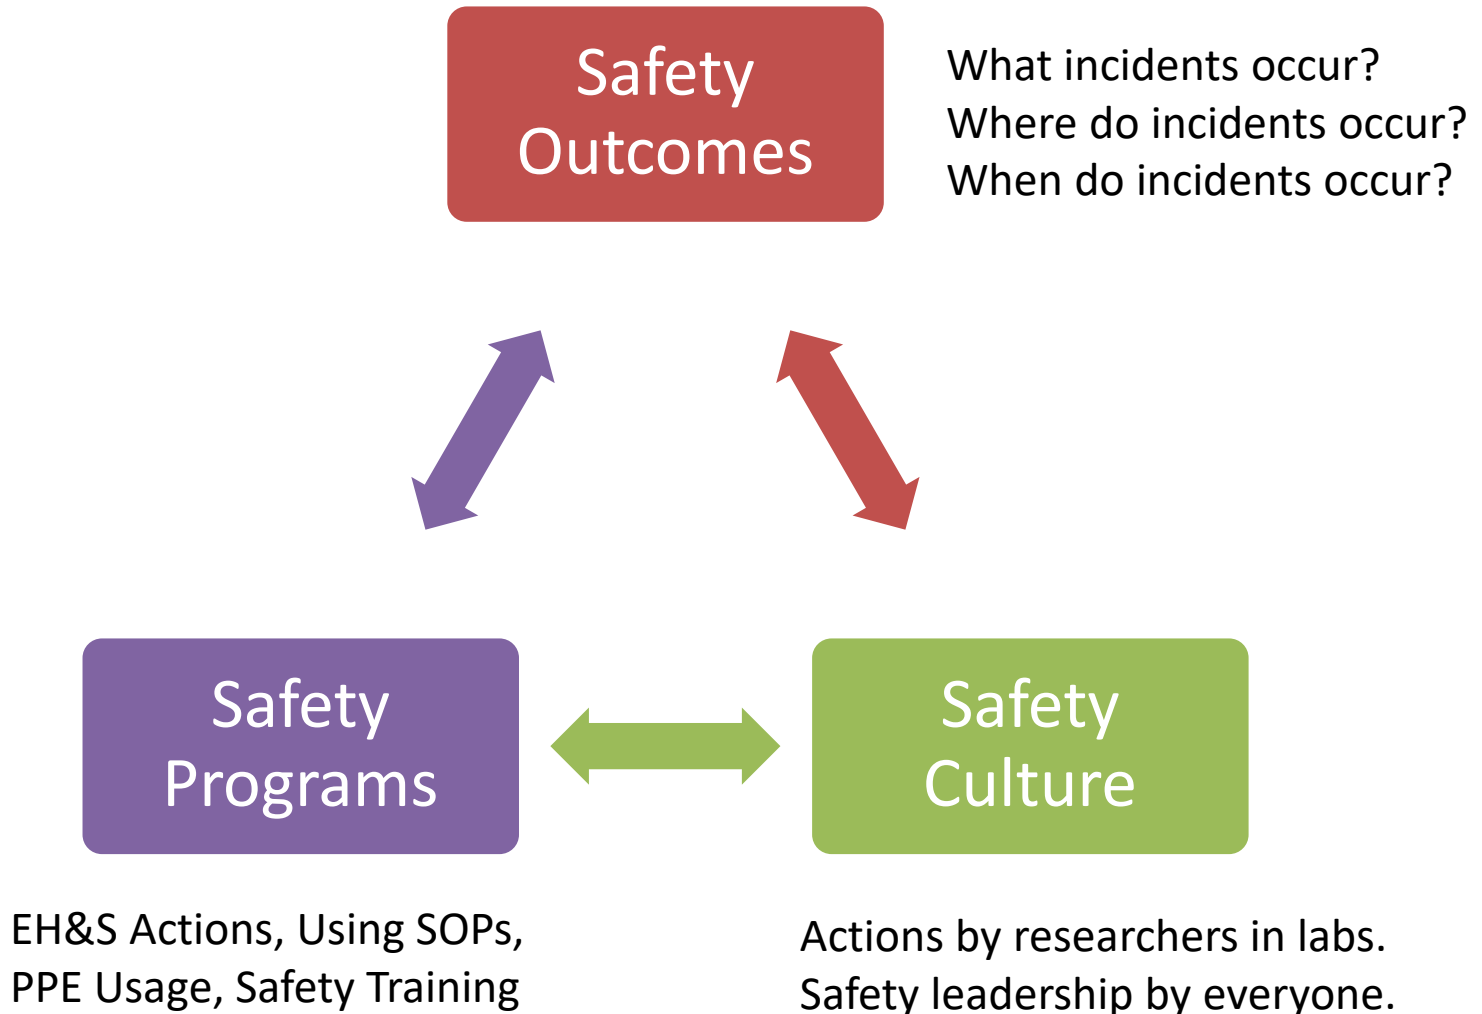 Safety
Outcomes
What incidents occur?
Where do incidents occur?
When do incidents occur?
Safety
Programs
Safety
Culture
EH&S Actions, Using SOPs,
PPE Usage, Safety Training
Actions by researchers in labs.
Safety leadership by everyone.